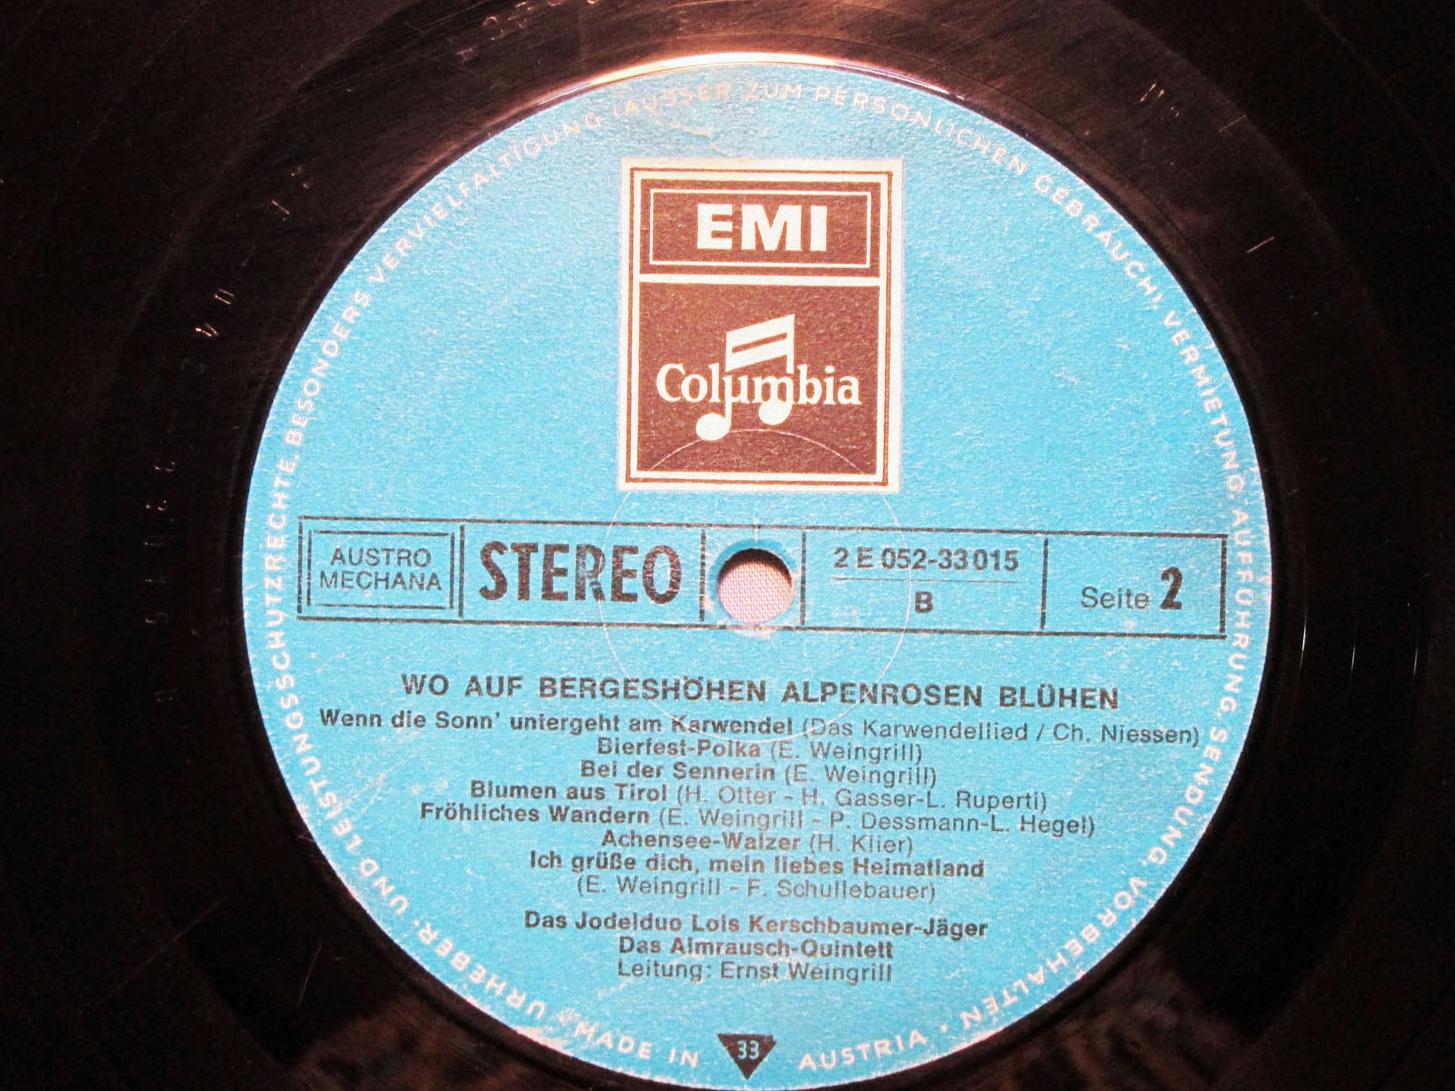 URHEBER- UND LEISTUNGSSCHUTZRECHTE, BESONDERS VERVIELFÄLTIGUNG (AUSSER ZUM PERSÖNLICHEN GEBRAUCH), VERMIETUNG, AUFFÜHRUNG, SENDUNG, VORBEHALTEN •
EMI
Columbia
AUSTRO
MECHANA
STEREO
2 E 052-33015
B
Seite 2
WO AUF BERGESHÖHEN ALPENROSEN BLÜHEN
Wenn die Sonn' untergeht am Karwendel (Das Karwendellied / Ch. Niessen)
Bierfest-Polka (E. Weingrill)
Bei der Sennerin (E. Weingrill)
Blumen aus Tirol (H. Otter - H. Gasser-L. Ruperti)
Fröhliches Wandern (E. Weingrill - P. Dessmann-L. Hegel)
Achensee-Walzer (H. Klier)
Ich grüße dich, mein liebes Heimatland
(E. Weingrill - F. Schullebauer)
Das Jodelduo Lois Kerschbaumer-Jäger
Das Almrausch-Quintett
Leitung: Ernst Weingrill
• MADE IN 33 AUSTRIA •